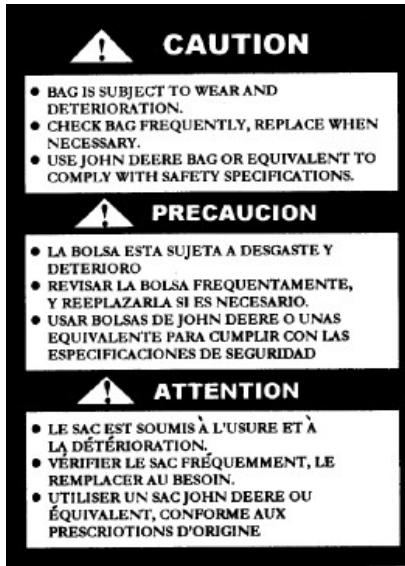 CAUTION
● BAG IS SUBJECT TO WEAR AND
DETERIORATION.
● CHECK BAG FREQUENTLY, REPLACE WHEN
NECESSARY.
● USE JOHN DEERE BAG OR EQUIVALENT TO
COMPLY WITH SAFETY SPECIFICATIONS.
PRECAUCION
● LA BOLSA ESTA SUJETA A DESGASTE Y
DETERIORO
● REVISAR LA BOLSA FREQUENTAMENTE,
Y REEPLAZARLA SI ES NECESARIO.
● USAR BOLSAS DE JOHN DEERE O UNAS
EQUIVALENTE PARA CUMPLIR CON LAS
ESPECIFICACIONES DE SEGURIDAD
ATTENTION
● LE SAC EST SOUMIS À L'USURE ET À
LA DÉTÉRIORATION.
● VÉRIFIER LE SAC FRÉQUEMMENT, LE
REMPLACER AU BESOIN.
● UTILISER UN SAC JOHN DEERE OU
ÉQUIVALENT, CONFORME AUX
PRESCRIOTIONS D'ORIGINE